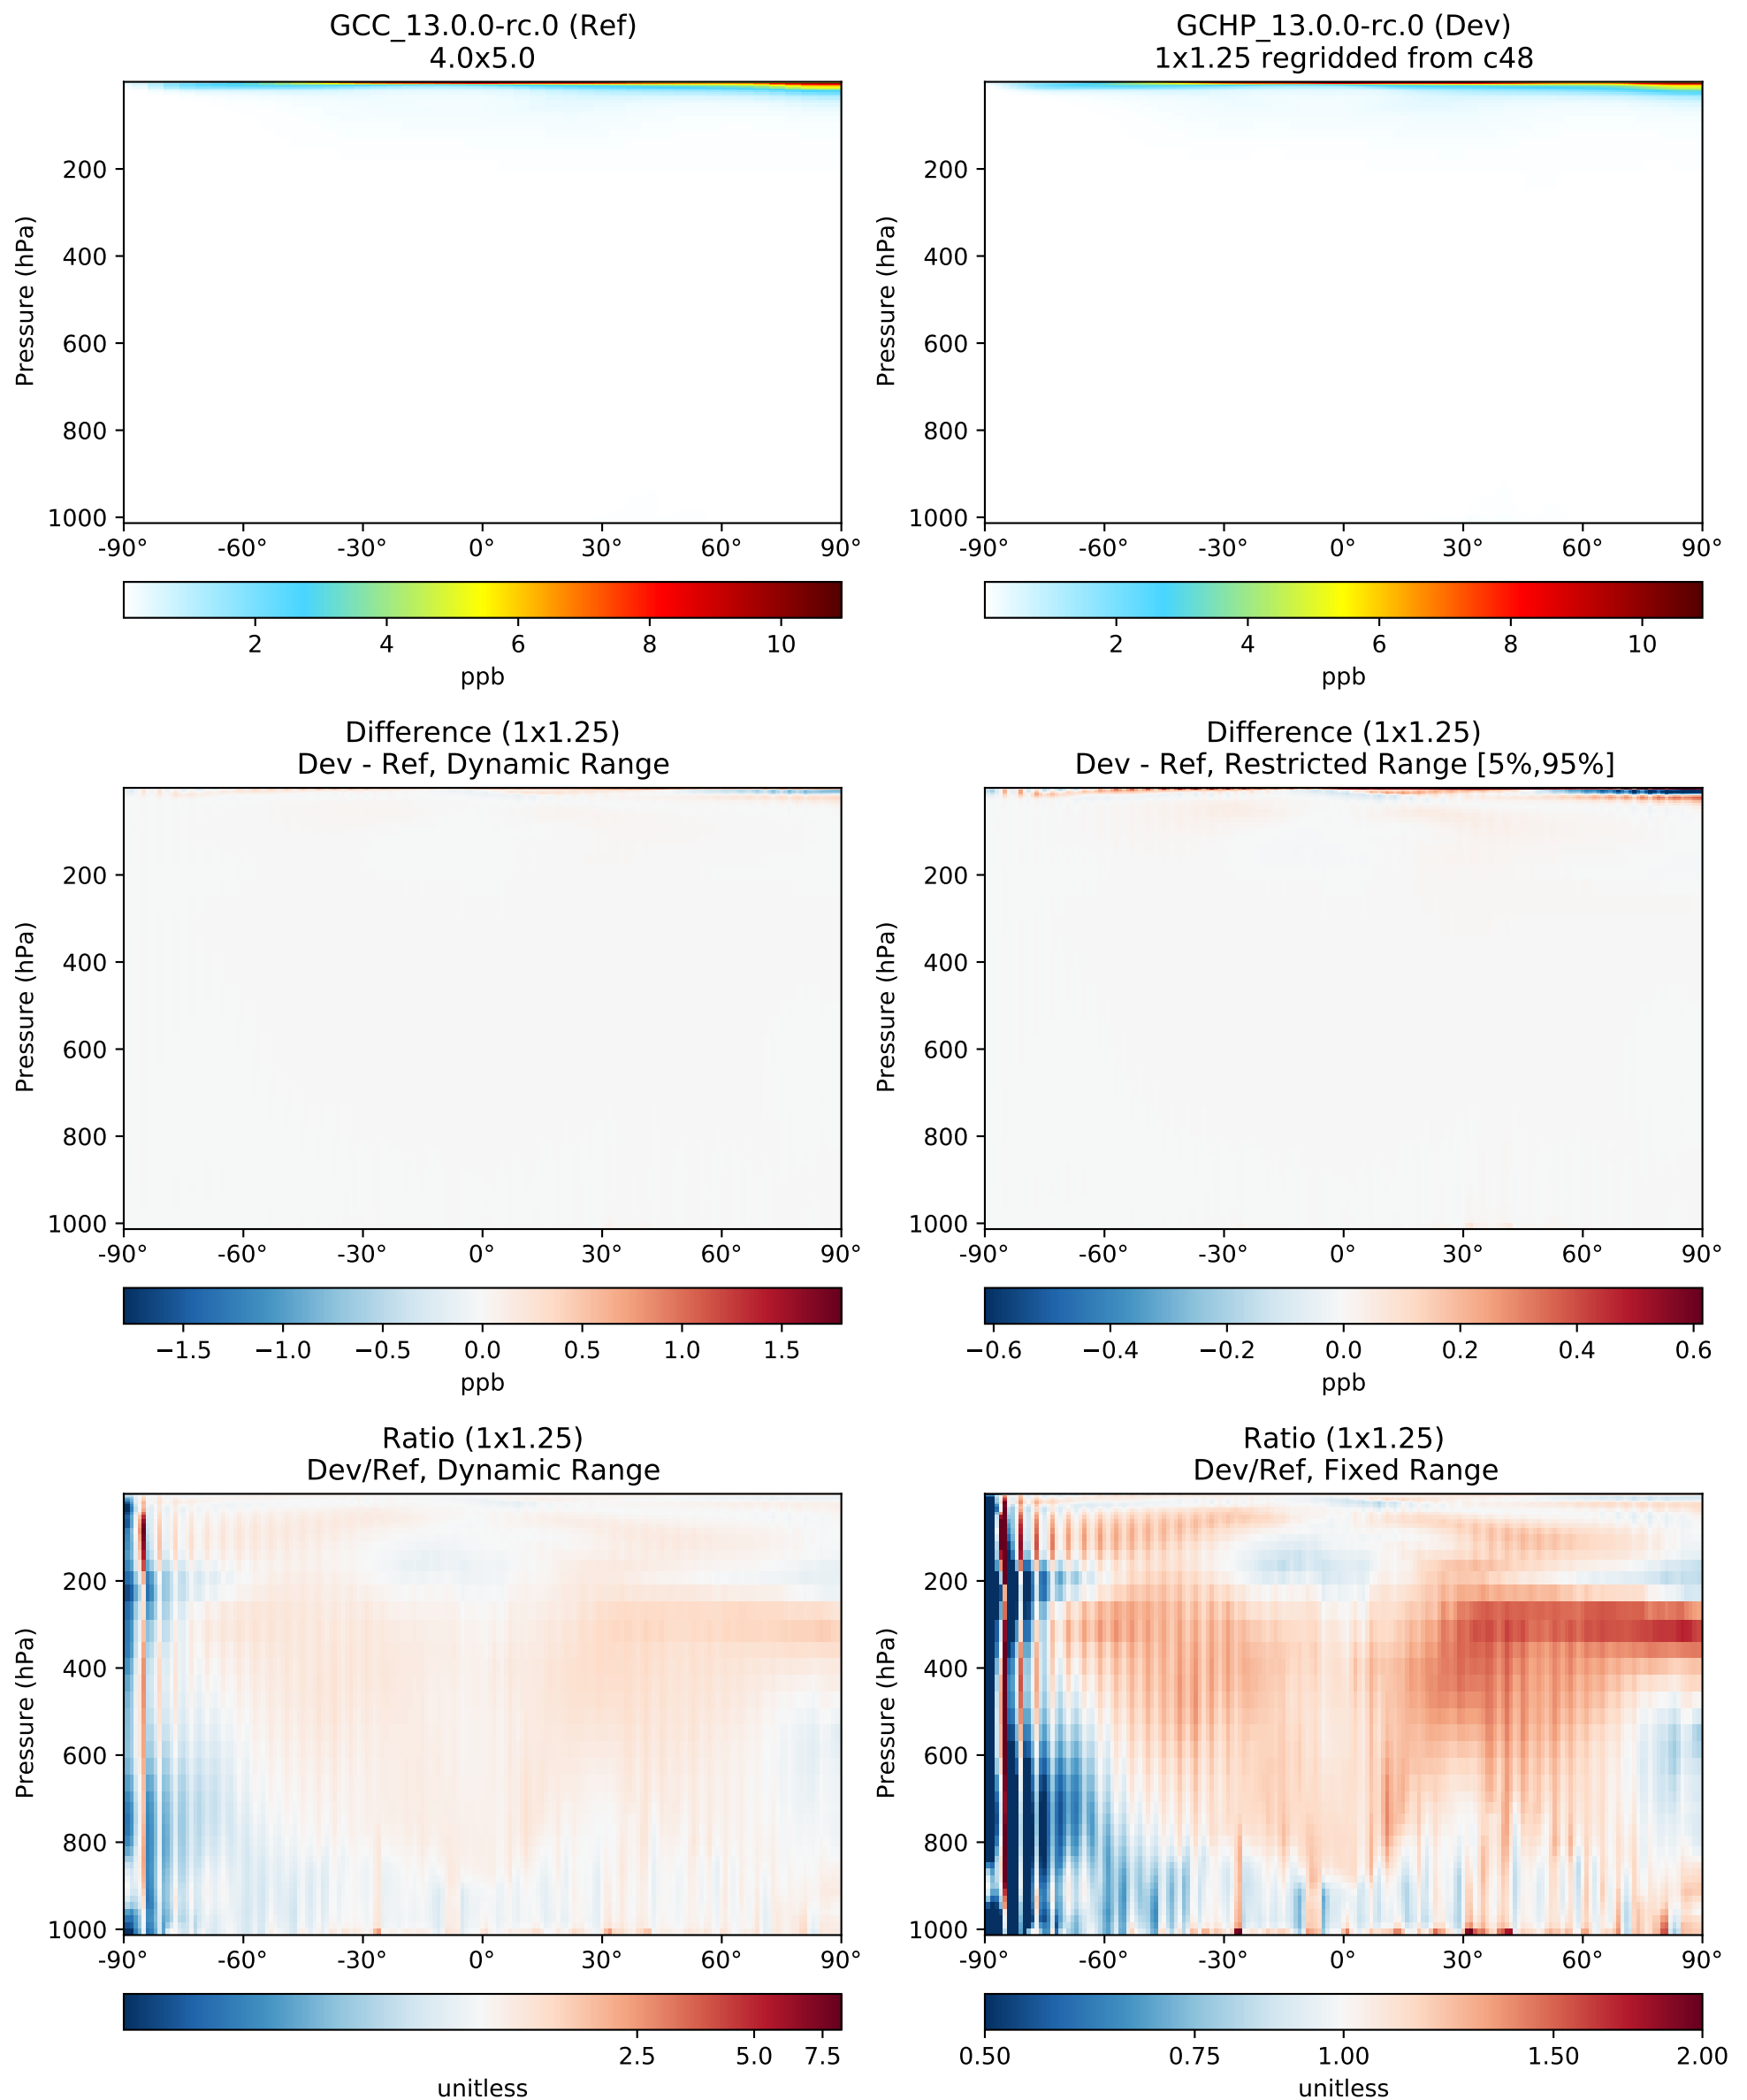 GCC_13.0.0-rc.0 (Ref)
4.0x5.0
Pressure (hPa)
200
400
600
800
1000
-90° -60° -30° 0° 30° 60° 90°
2 4 6 8 10
ppb
GCHP_13.0.0-rc.0 (Dev)
1x1.25 regridded from c48
Pressure (hPa)
200
400
600
800
1000
-90° -60° -30° 0° 30° 60° 90°
2 4 6 8 10
ppb
Difference (1x1.25)
Dev - Ref, Dynamic Range
Pressure (hPa)
200
400
600
800
1000
-90° -60° -30° 0° 30° 60° 90°
−1.5 −1.0 −0.5 0.0 0.5 1.0 1.5
ppb
Difference (1x1.25)
Dev - Ref, Restricted Range [5%,95%]
Pressure (hPa)
200
400
600
800
1000
-90° -60° -30° 0° 30° 60° 90°
−0.6 −0.4 −0.2 0.0 0.2 0.4 0.6
ppb
Ratio (1x1.25)
Dev/Ref, Dynamic Range
Pressure (hPa)
200
400
600
800
1000
-90° -60° -30° 0° 30° 60° 90°
2.5 5.0 7.5
unitless
Ratio (1x1.25)
Dev/Ref, Fixed Range
Pressure (hPa)
200
400
600
800
1000
-90° -60° -30° 0° 30° 60° 90°
0.50 0.75 1.00 1.50 2.00
unitless